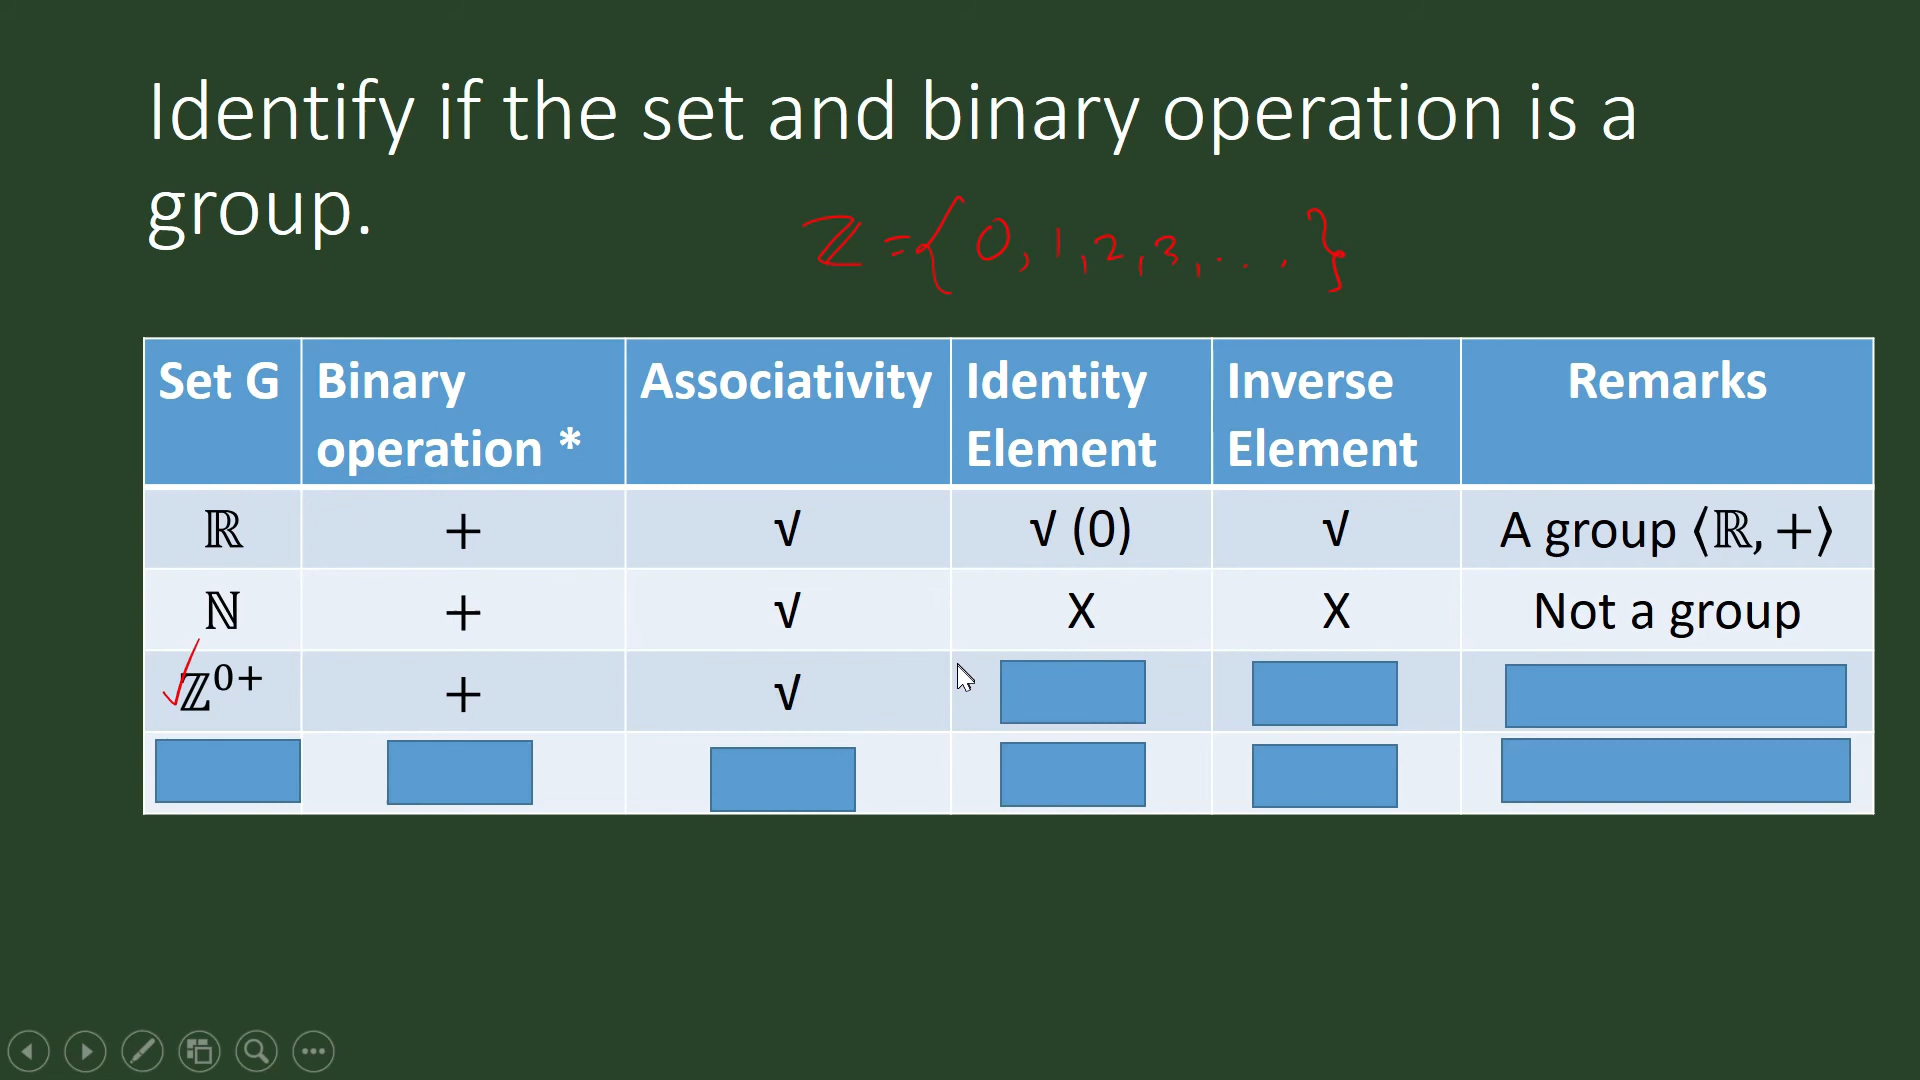 Identify if the set and binary operation is a
group.
ℤ = { 0, 1, 2, 3, .... }
Set G Binary operation * Associativity Identity Element Inverse Element Remarks
ℝ + √ √ (0) √ A group ⟨ℝ, +⟩
ℕ + √ X X Not a group
ℤ⁰⁺ + √